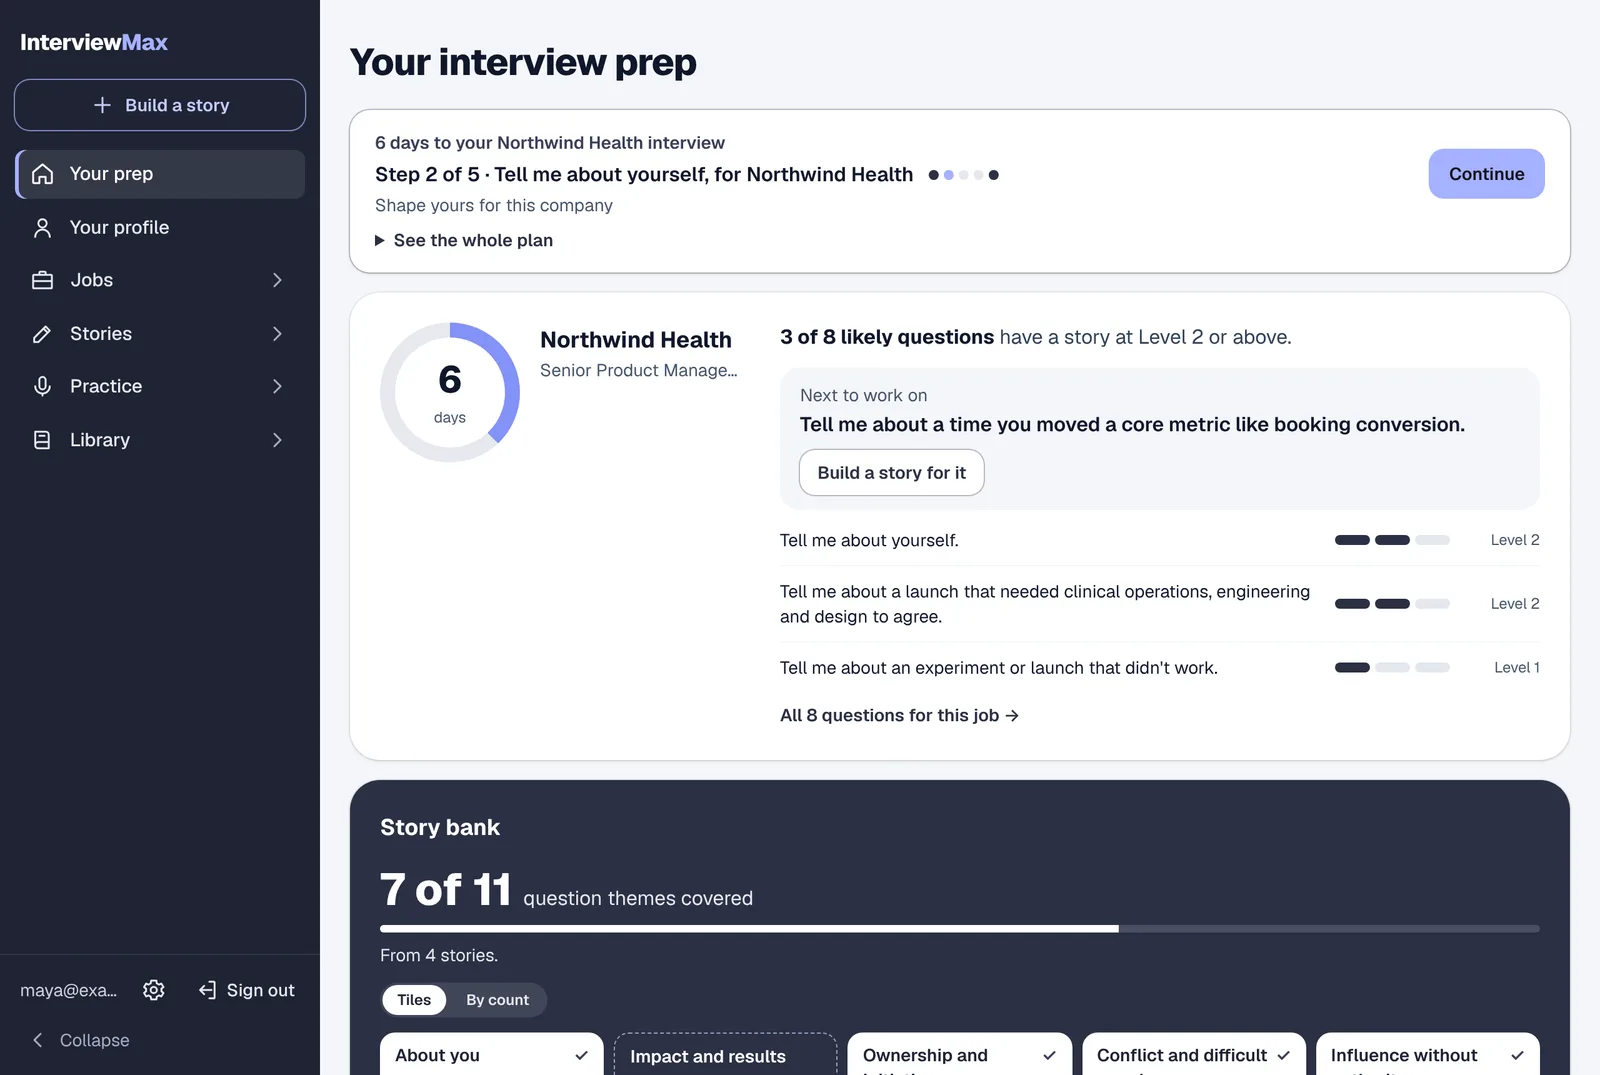 InterviewMax
Build a story
Your prep
Your profile
Jobs
Stories
Practice
Library
maya@exa...
Sign out
Collapse
Your interview prep
6 days to your Northwind Health interview
Step 2 of 5 · Tell me about yourself, for Northwind Health
Shape yours for this company
See the whole plan
Continue
6
days
Northwind Health
Senior Product Manage...
3 of 8 likely questions have a story at Level 2 or above.
Next to work on
Tell me about a time you moved a core metric like booking conversion.
Build a story for it
Tell me about yourself.
Level 2
Tell me about a launch that needed clinical operations, engineering
and design to agree.
Level 2
Tell me about an experiment or launch that didn't work.
Level 1
All 8 questions for this job →
Story bank
7 of 11 question themes covered
From 4 stories.
Tiles
By count
About you
Impact and results
Ownership and
Conflict and difficult
Influence without